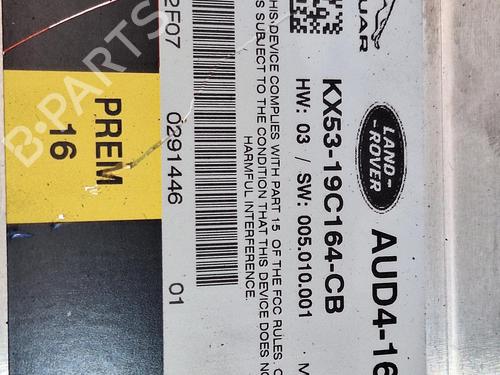 B-PARTS
GUAR
LAND-
ROVER
AUD4-16
KX53-19C164-CB
HW: 03 / SW: 005.010.001
THIS DEVICE COMPLIES WITH PART 15 OF THE FCC RULES.
IS SUBJECT TO THE CONDITION THAT THIS DEVICE DOES NO
HARMFUL INTERFERENCE.
2F07
0291446
01
PREM
16